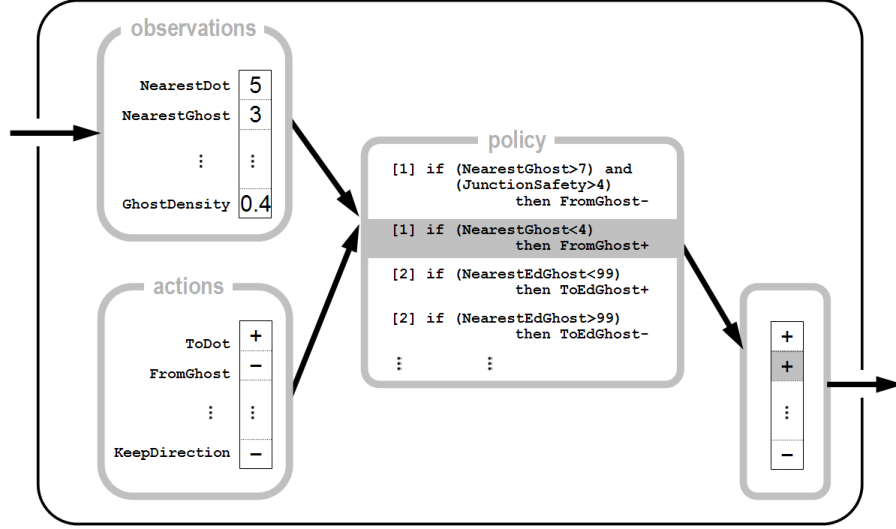 observations
NearestDot 5
NearestGhost 3
⋮ ⋮
GhostDensity 0.4
actions
ToDot +
FromGhost −
⋮ ⋮
KeepDirection −
policy
[1] if (NearestGhost>7) and
(JunctionSafety>4)
then FromGhost-
[1] if (NearestGhost<4)
then FromGhost+
[2] if (NearestEdGhost<99)
then ToEdGhost+
[2] if (NearestEdGhost>99)
then ToEdGhost-
⋮ ⋮
+
+
⋮
−